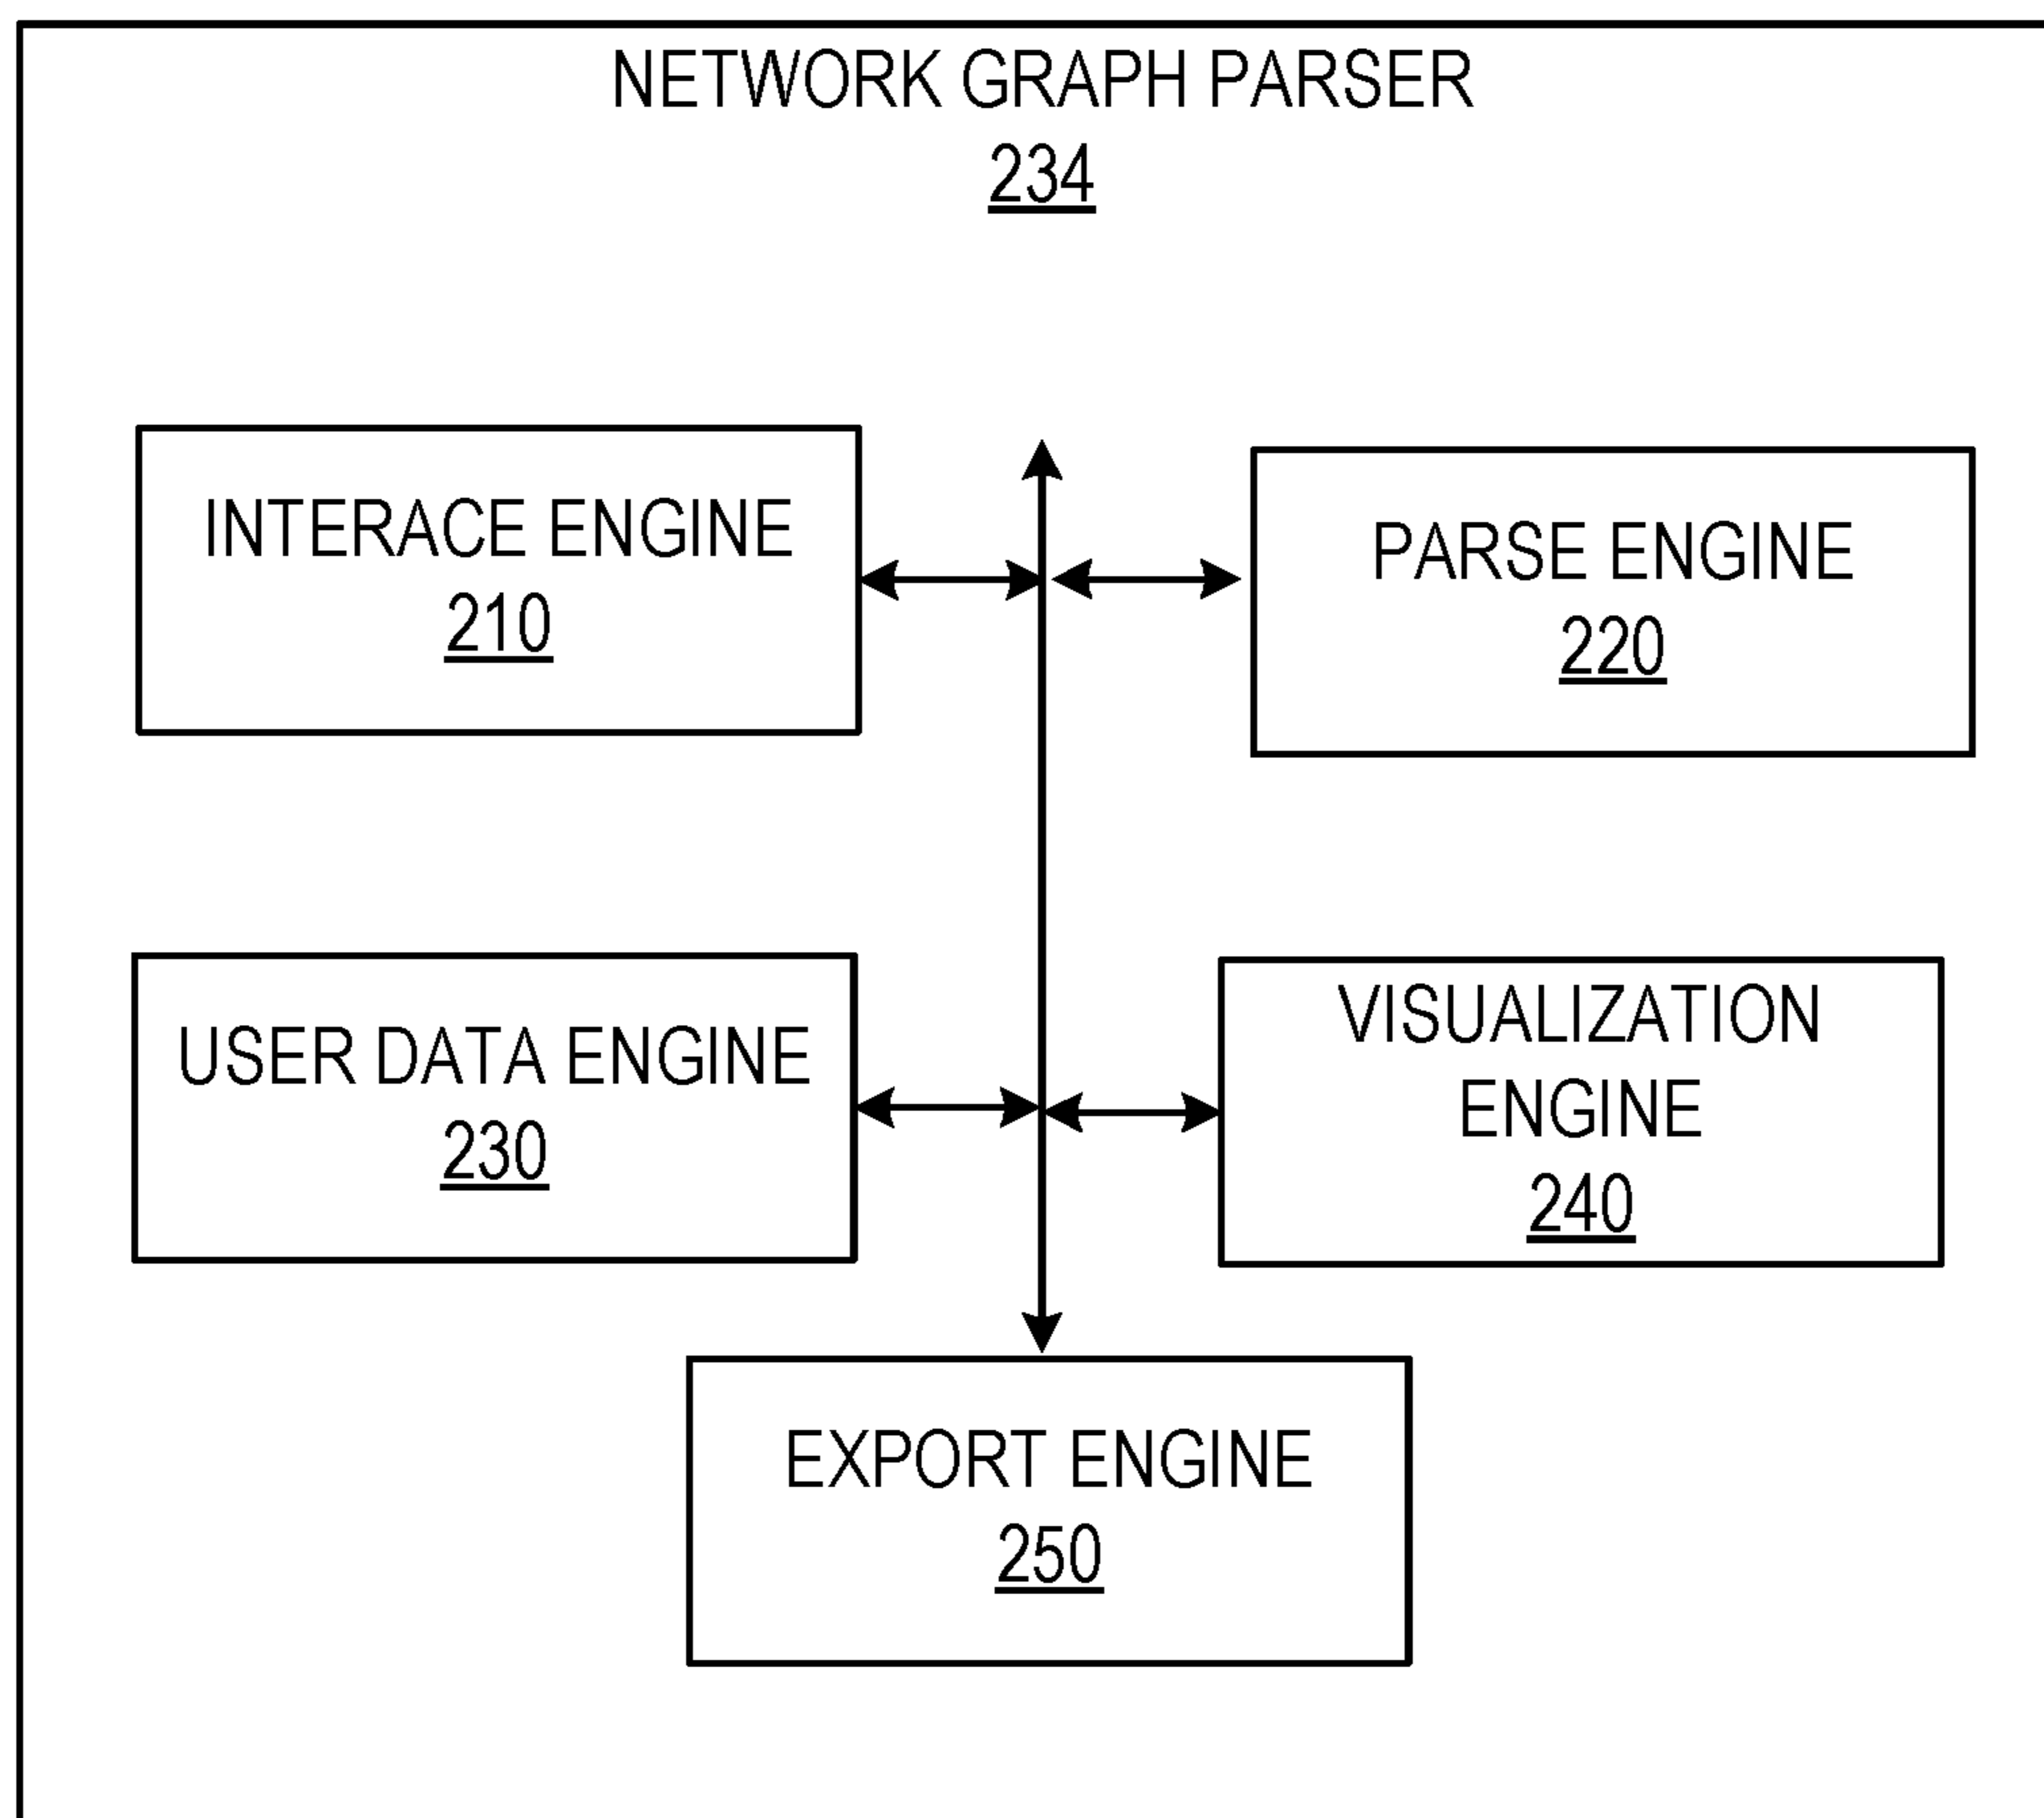 NETWORK GRAPH PARSER
234
INTERACE ENGINE
210
PARSE ENGINE
220
USER DATA ENGINE
230
VISUALIZATION
ENGINE
240
EXPORT ENGINE
250